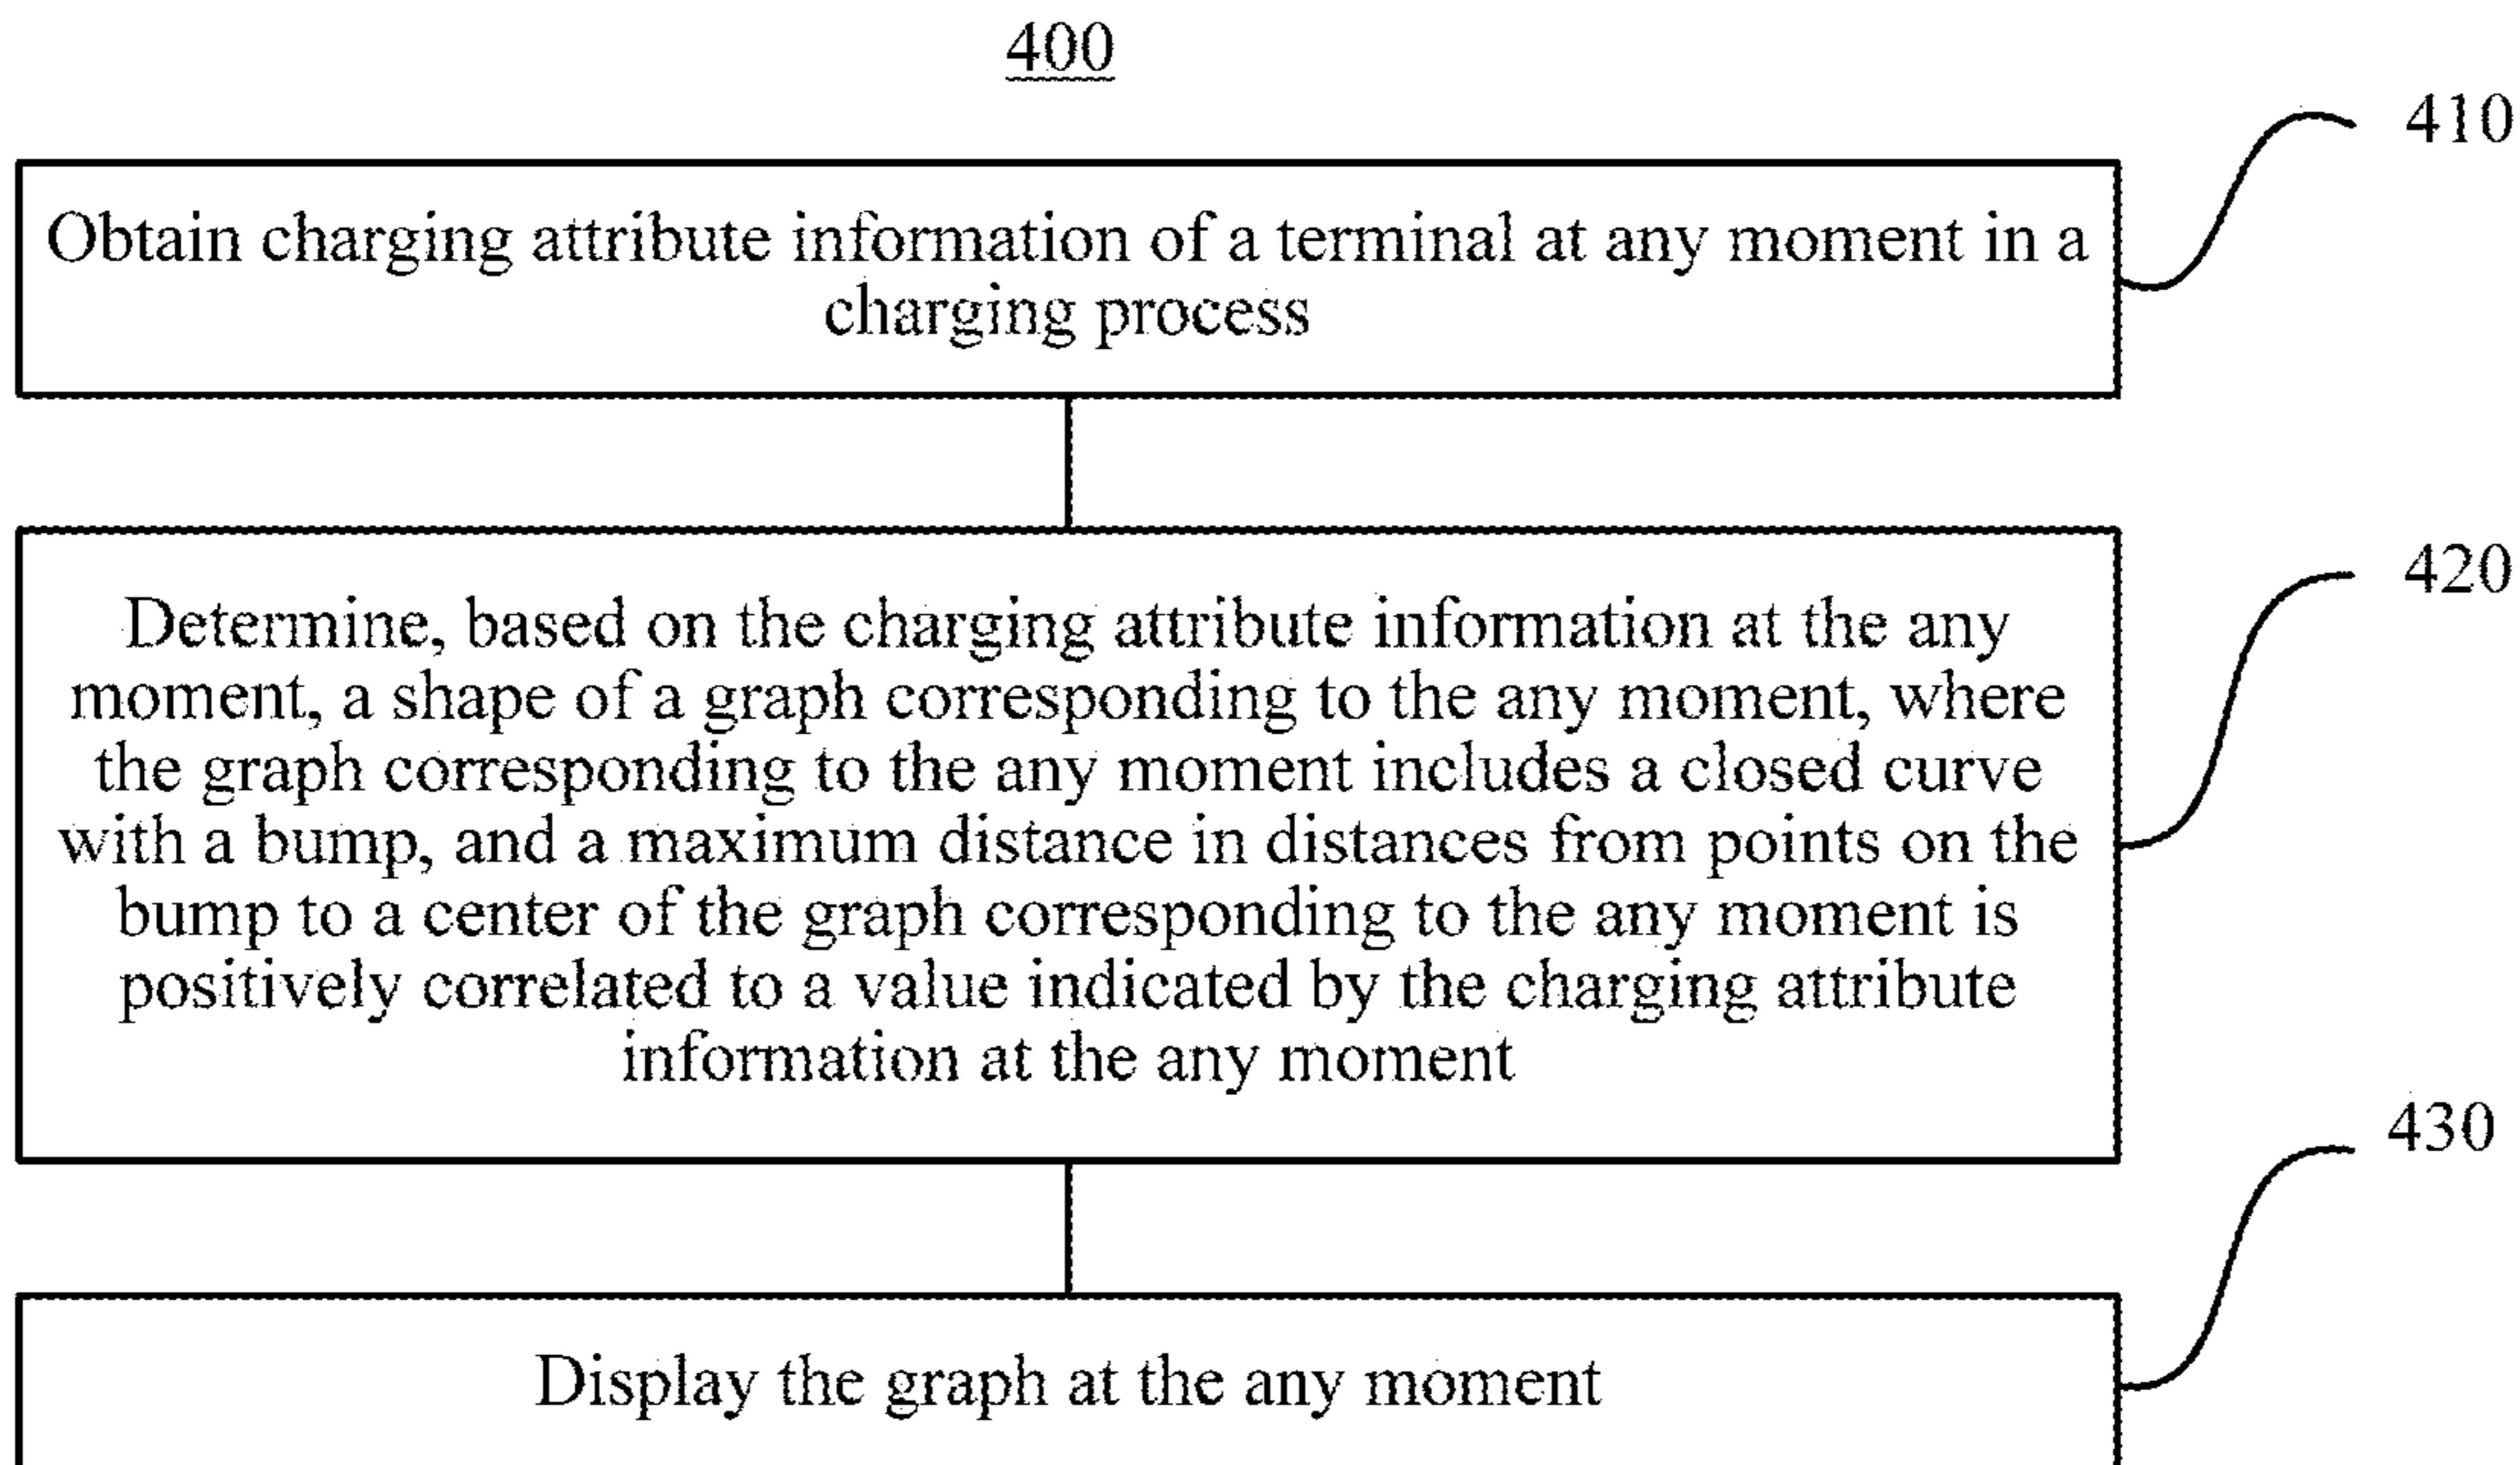 400
410
Obtain charging attribute information of a terminal at any moment in a
charging process
420
Determine, based on the charging attribute information at the any
moment, a shape of a graph corresponding to the any moment, where
the graph corresponding to the any moment includes a closed curve
with a bump, and a maximum distance in distances from points on the
bump to a center of the graph corresponding to the any moment is
positively correlated to a value indicated by the charging attribute
information at the any moment
430
Display the graph at the any moment